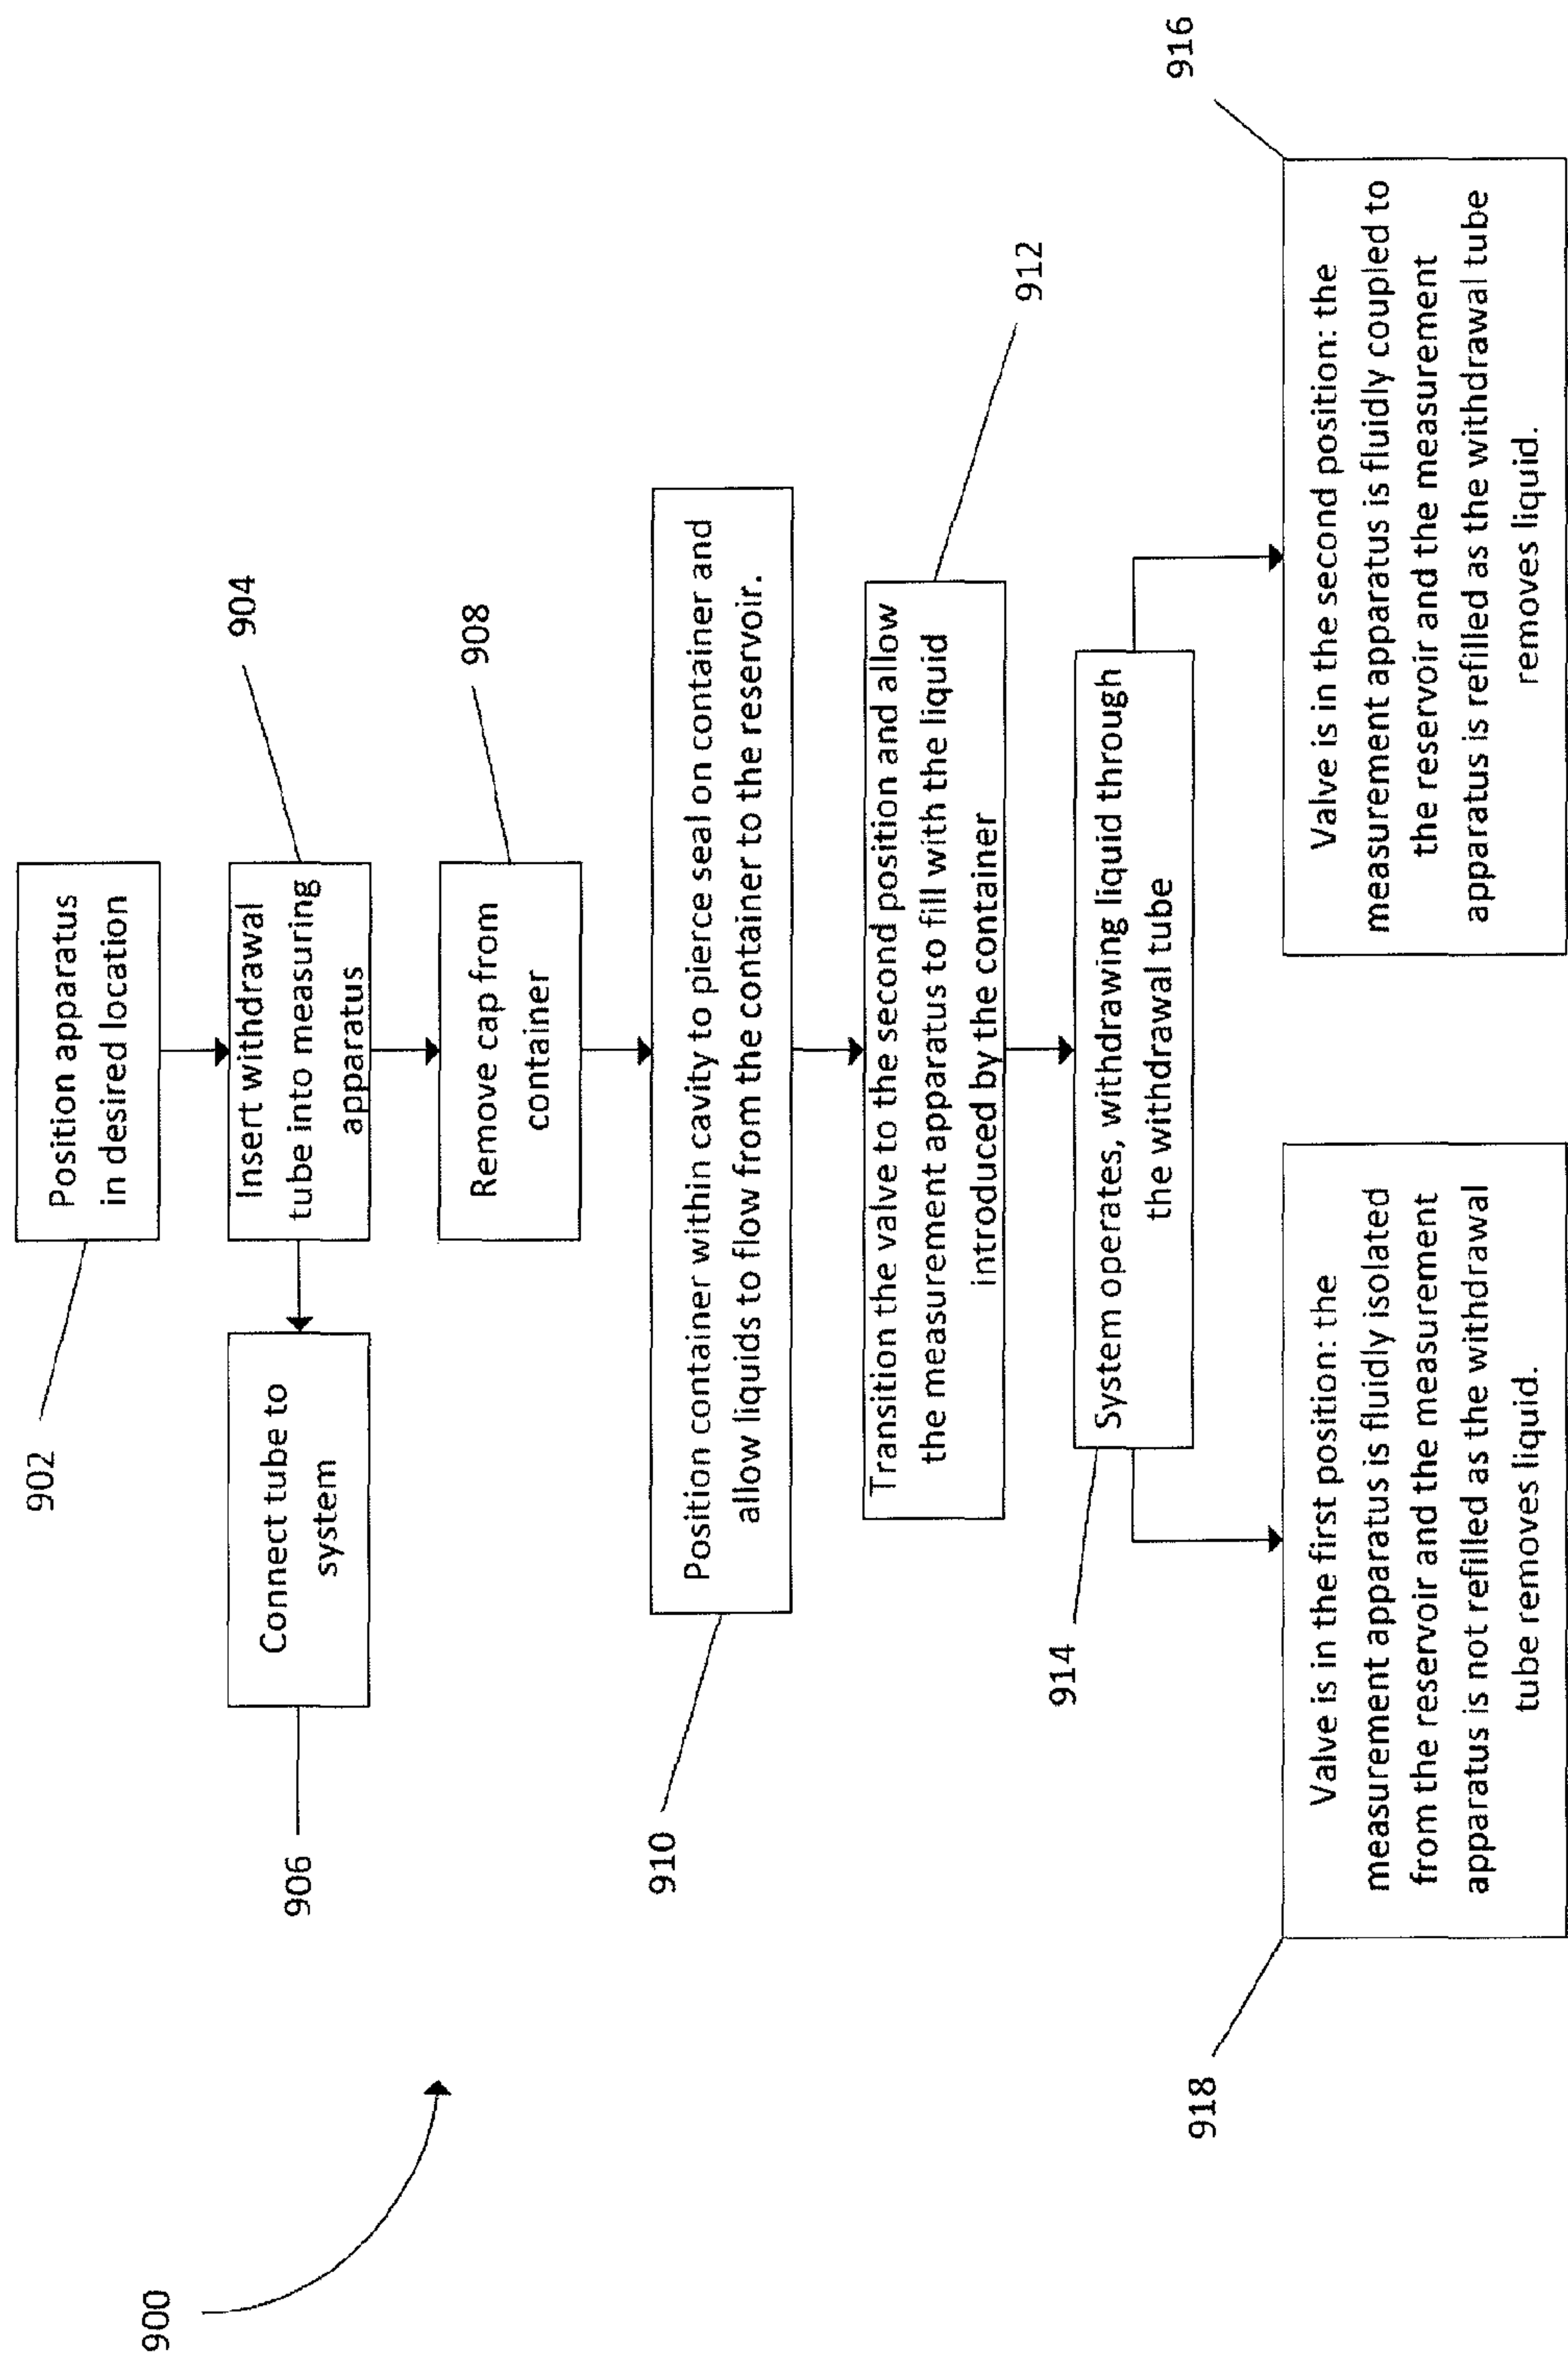 900
902
Position apparatus
in desired location
904
Insert withdrawal
tube into measuring
apparatus
906
Connect tube to
system
908
Remove cap from
container
910
Position container within cavity to pierce seal on container and
allow liquids to flow from the container to the reservoir.
912
Transition the valve to the second position and allow
the measurement apparatus to fill with the liquid
introduced by the container
914
System operates, withdrawing liquid through
the withdrawal tube
918
Valve is in the first position: the
measurement apparatus is fluidly isolated
from the reservoir and the measurement
apparatus is not refilled as the withdrawal
tube removes liquid.
916
Valve is in the second position: the
measurement apparatus is fluidly coupled to
the reservoir and the measurement
apparatus is refilled as the withdrawal tube
removes liquid.